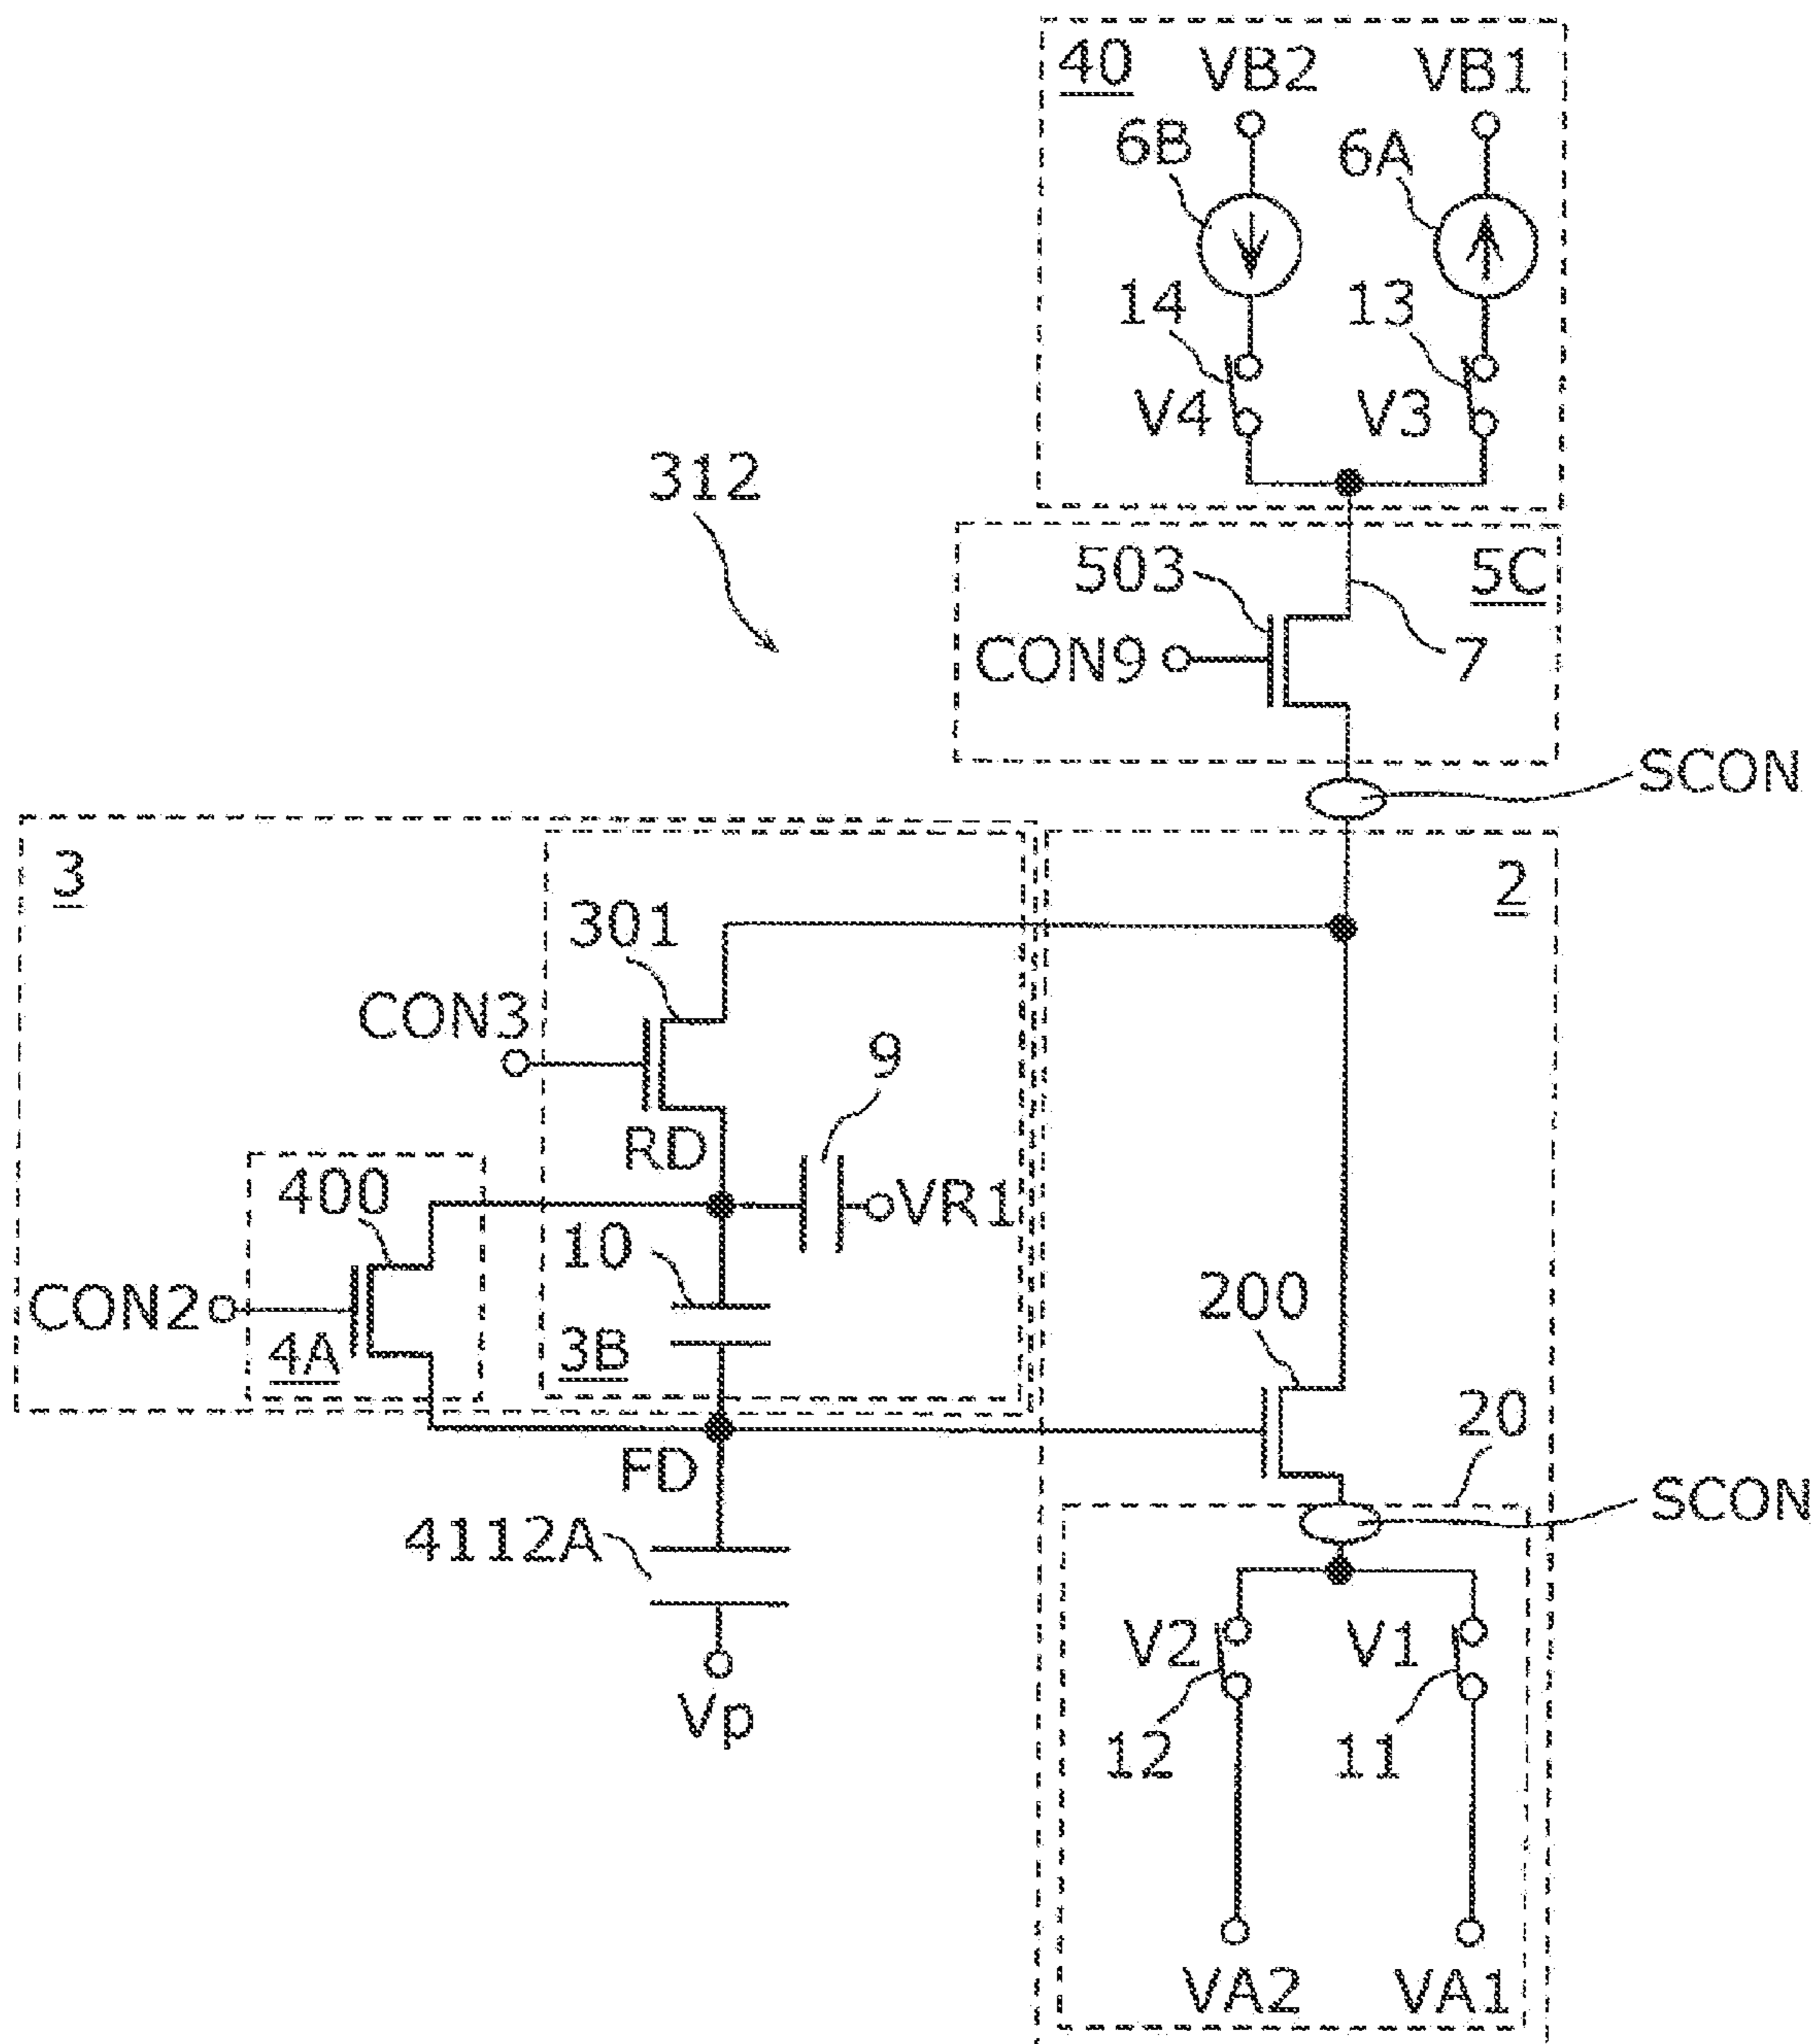 40
VB2
VB1
6B
6A
14
13
V4
V3
312
503
5C
CON9
7
SCON
3
2
301
CON3
9
RD
400
VR1
10
CON2
200
4A
3B
20
FD
SCON
4112A
V2
V1
Vp
12
11
VA2
VA1